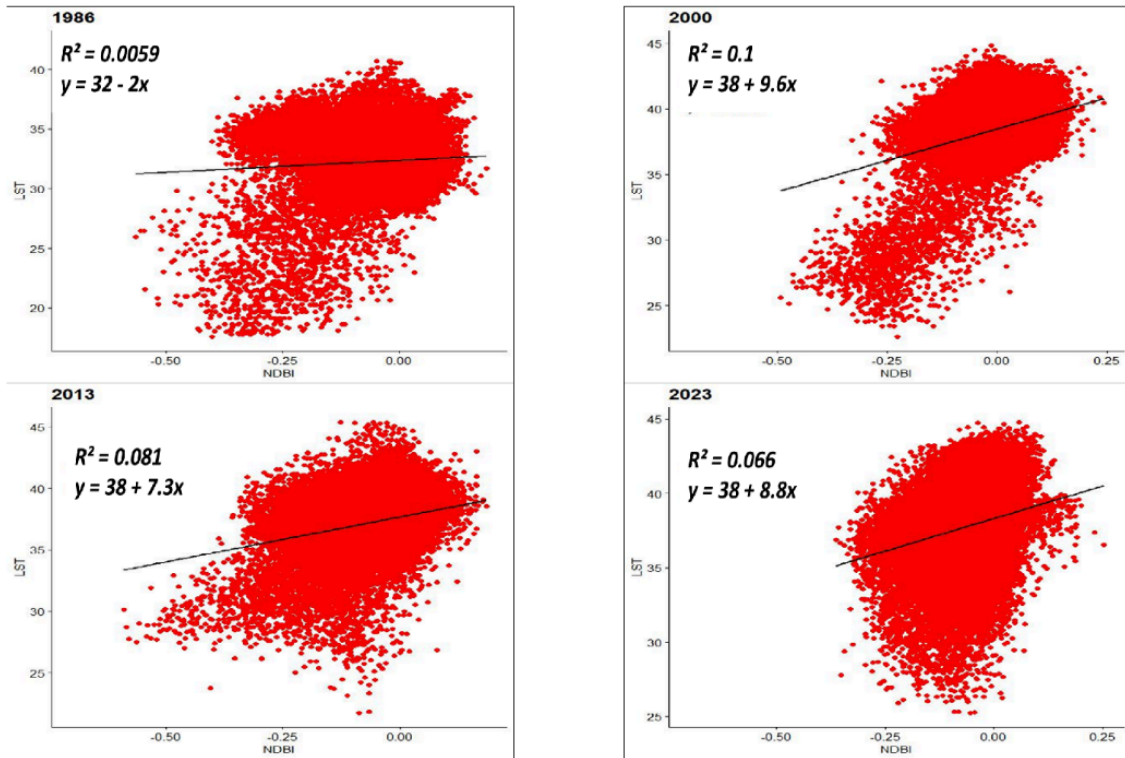 1986
R² = 0.0059
y = 32 - 2x
40
35
30
25
20
LST
-0.50
-0.25
0.00
NDBI
2000
R² = 0.1
y = 38 + 9.6x
45
40
35
30
25
LST
-0.50
-0.25
0.00
0.25
NDBI
2013
R² = 0.081
y = 38 + 7.3x
45
40
35
30
25
LST
-0.50
-0.25
0.00
NDBI
2023
R² = 0.066
y = 38 + 8.8x
45
40
35
30
25
LST
-0.50
-0.25
0.00
0.25
NDBI